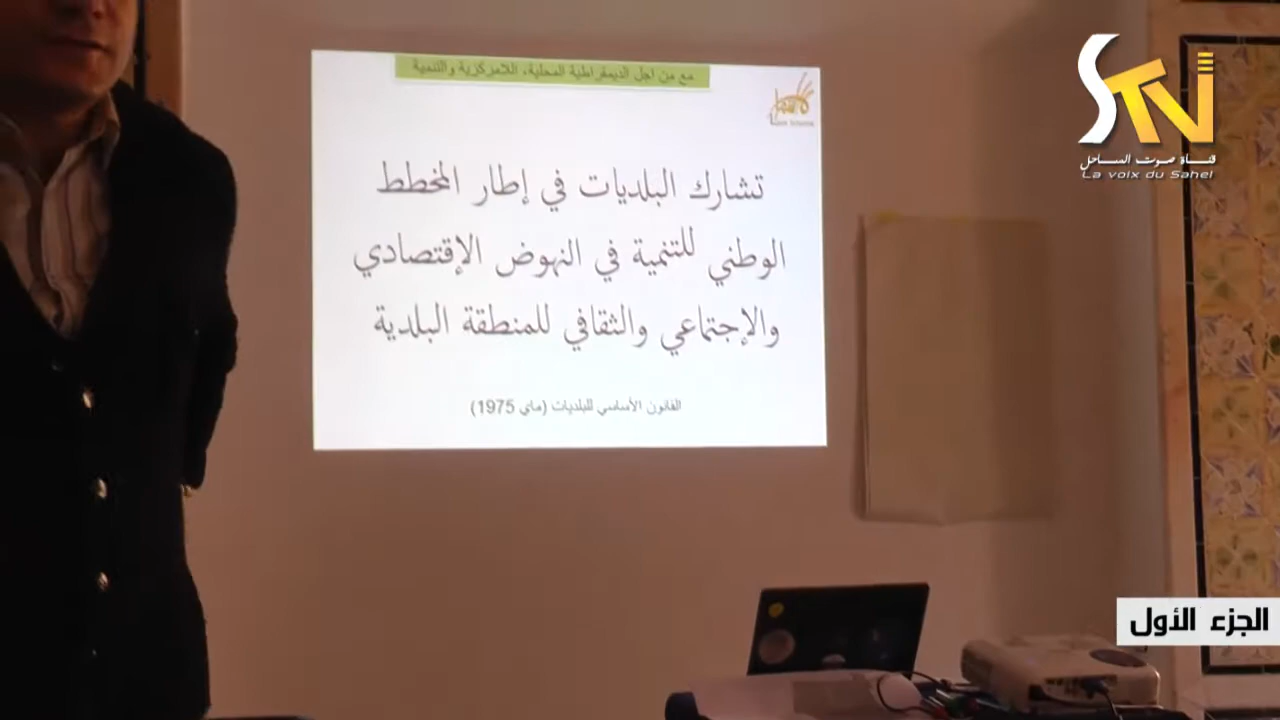 مع من اجل الديمقراطية المحلية، اللامركزية والتنمية
تشارك البلديات في إطار المخطط
الوطني للتنمية في النهوض الإقتصادي
والإجتماعي والثقافي للمنطقة البلدية
القانون الأساسي للبلديات (ماي 1975)
STV
قناة صوت الساحل
La voix du Sahel
الجزء الأول